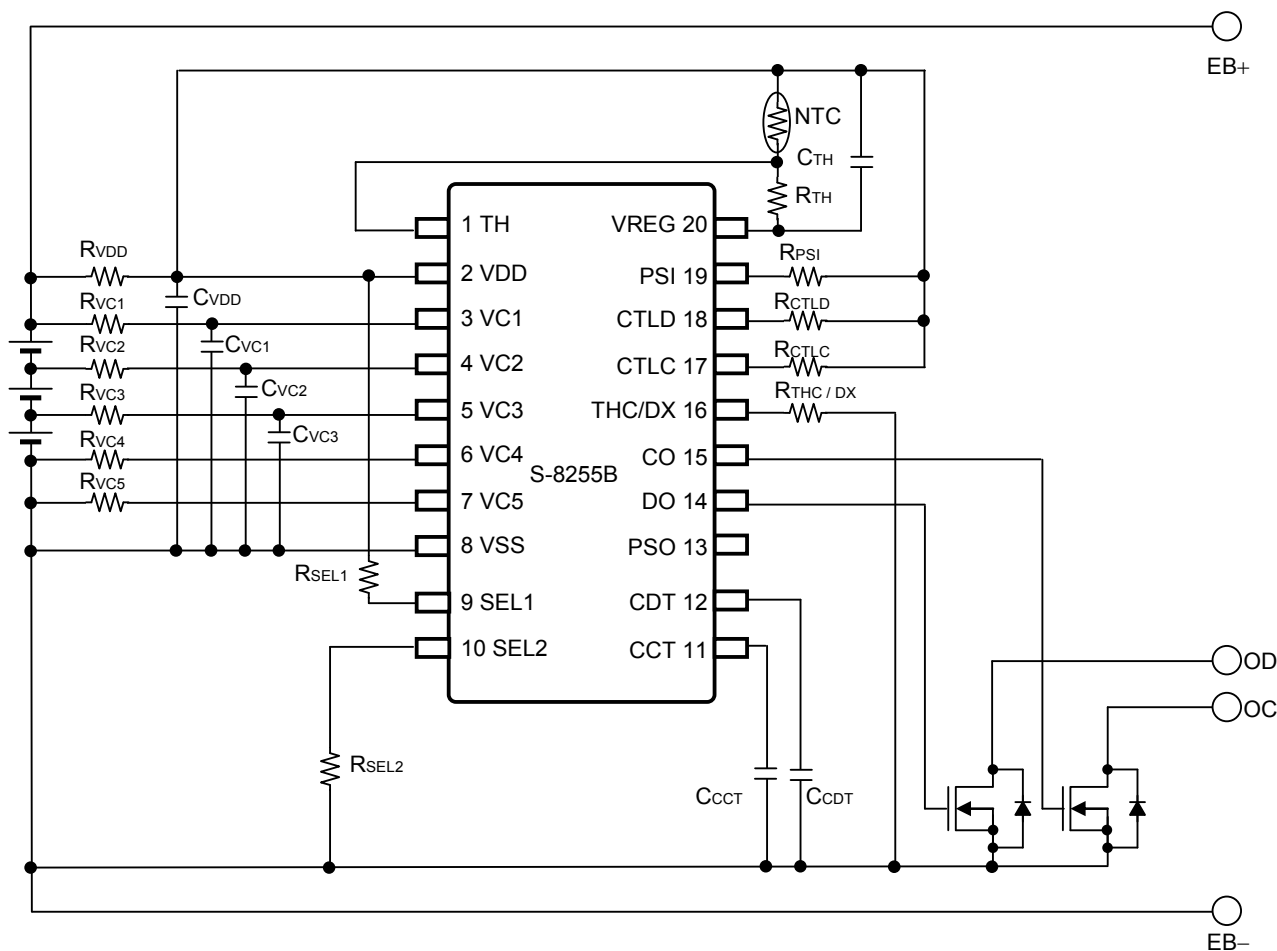 EB+
NTC
CTH
RTH
1 TH
VREG 20
RVDD
2 VDD
RPSI
PSI 19
CVDD
RVC1
3 VC1
RCTLD
CTLD 18
CVC1
RVC2
4 VC2
RCTLC
CTLC 17
CVC2
RVC3
5 VC3
RTHC / DX
THC/DX 16
CVC3
RVC4
6 VC4
CO 15
S-8255B
RVC5
7 VC5
DO 14
8 VSS
PSO 13
RSEL1
9 SEL1
CDT 12
10 SEL2
CCT 11
OD
OC
RSEL2
CCCT
CCDT
EB−